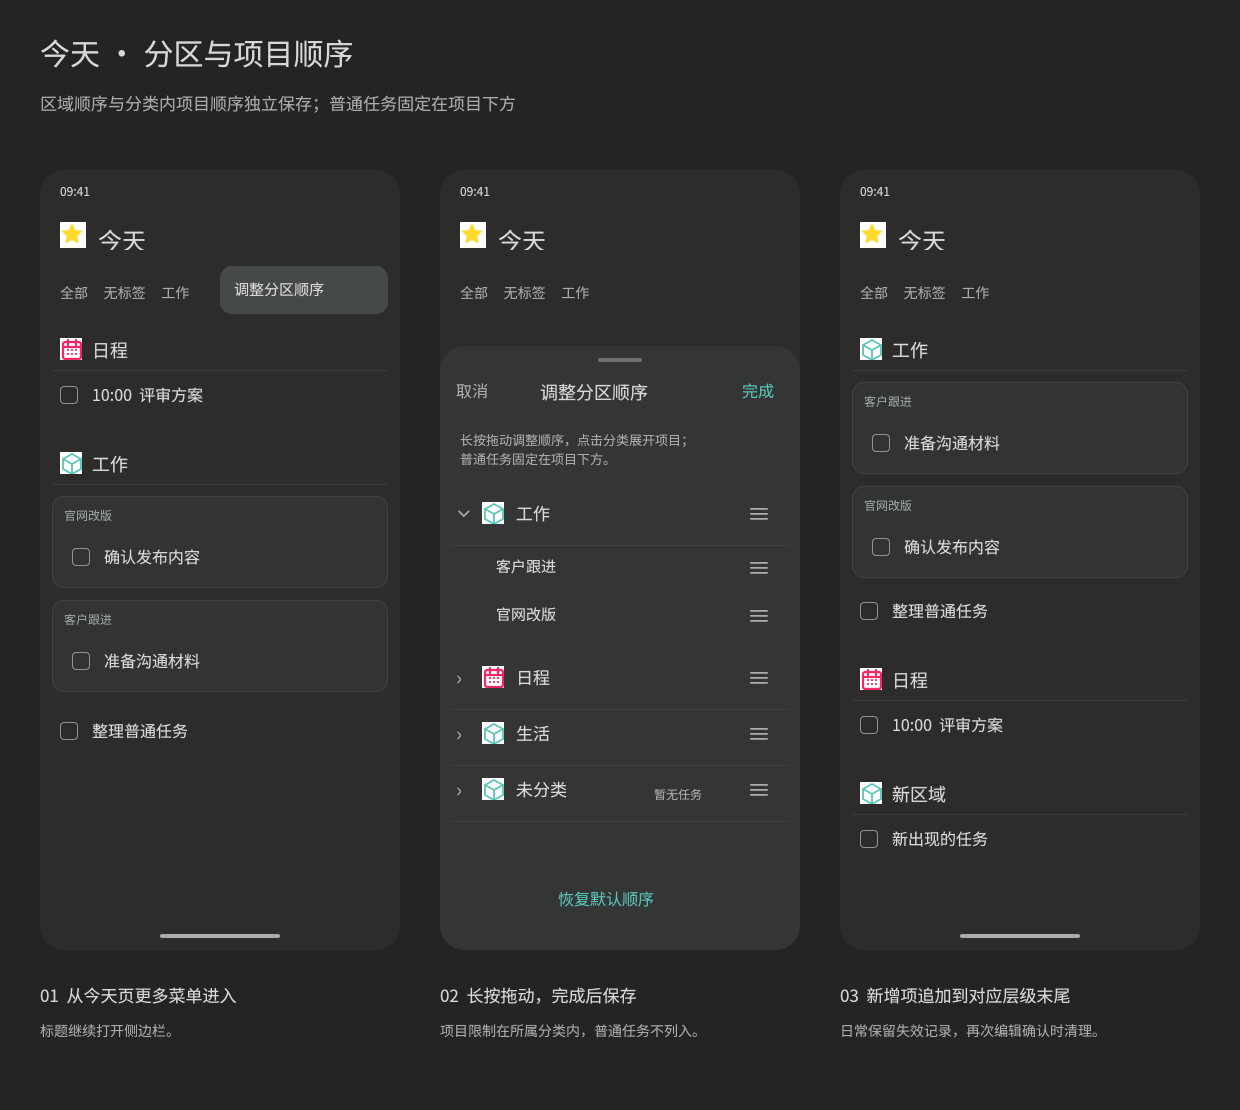 今天 · 分区与项目顺序
区域顺序与分类内项目顺序独立保存；普通任务固定在项目下方
09:41
今天
全部 无标签 工作
调整分区顺序
日程
10:00 评审方案
工作
官网改版
确认发布内容
客户跟进
准备沟通材料
整理普通任务
01 从今天页更多菜单进入
标题继续打开侧边栏。
09:41
今天
全部 无标签 工作
取消 调整分区顺序 完成
长按拖动调整顺序，点击分类展开项目；
普通任务固定在项目下方。
工作
客户跟进
官网改版
日程
生活
未分类 暂无任务
恢复默认顺序
02 长按拖动，完成后保存
项目限制在所属分类内，普通任务不列入。
09:41
今天
全部 无标签 工作
工作
客户跟进
准备沟通材料
官网改版
确认发布内容
整理普通任务
日程
10:00 评审方案
新区域
新出现的任务
03 新增项追加到对应层级末尾
日常保留失效记录，再次编辑确认时清理。